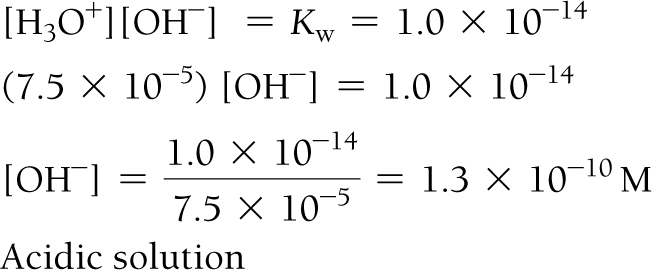 [H₃O⁺][OH⁻] = K_w = 1.0 × 10⁻¹⁴
(7.5 × 10⁻⁵) [OH⁻] = 1.0 × 10⁻¹⁴
[OH⁻] = (1.0 × 10⁻¹⁴)/(7.5 × 10⁻⁵) = 1.3 × 10⁻¹⁰ M
Acidic solution